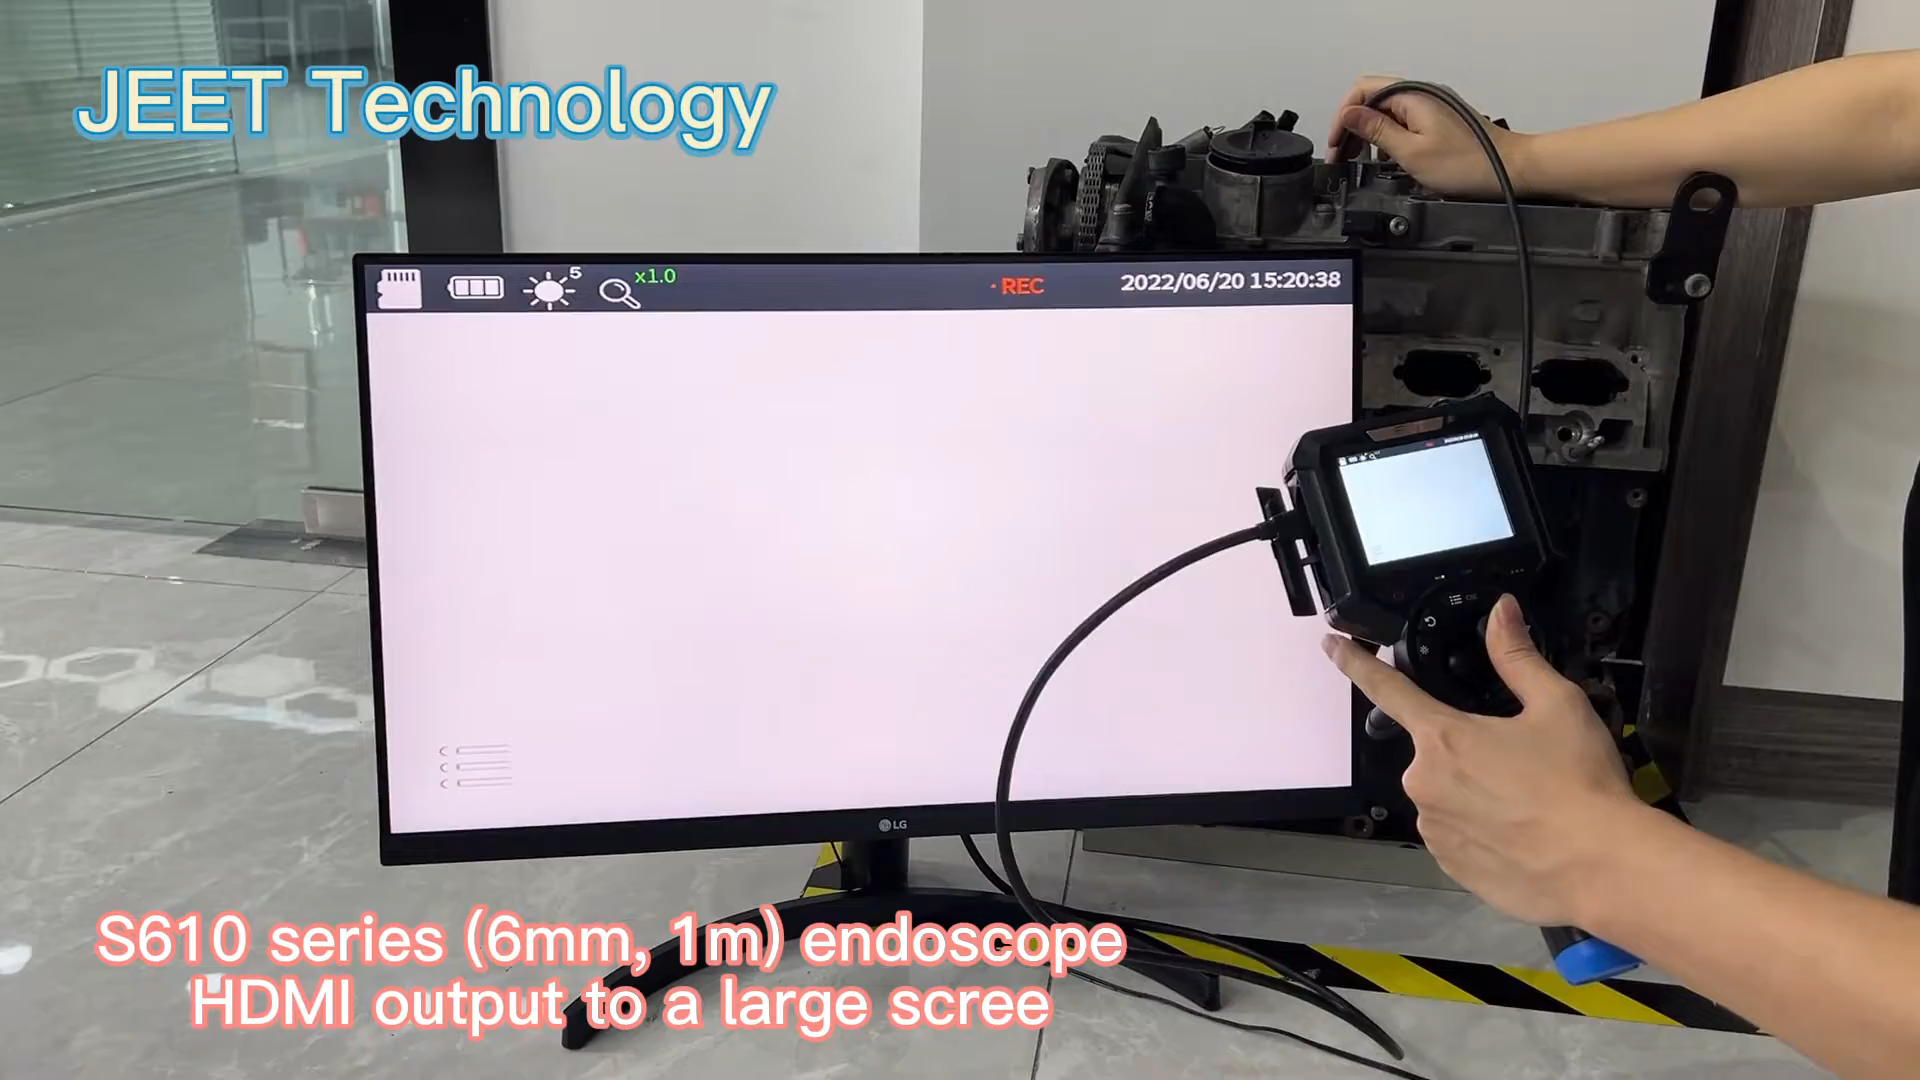 JEET Technology
5
x1.0
· REC
2022/06/20 15:20:38
LG
S610 series (6mm, 1m) endoscope
HDMI output to a large scree